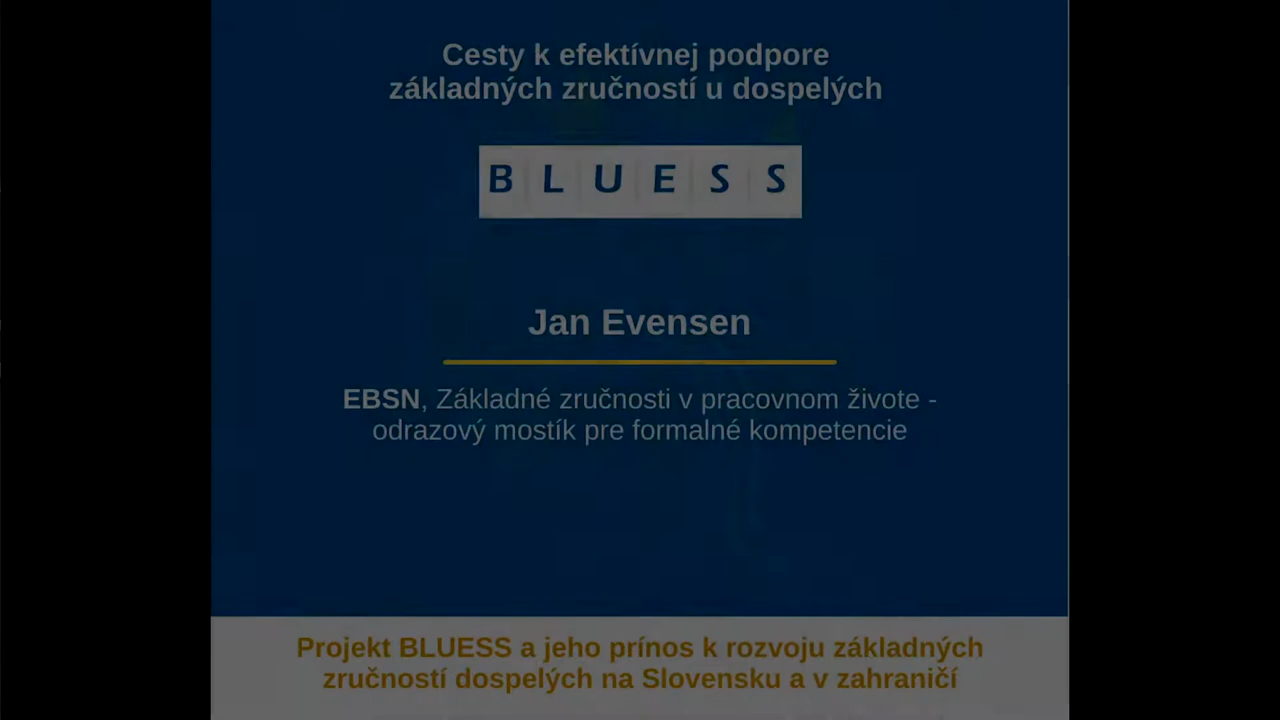 Cesty k efektívnej podpore
základných zručností u dospelých
BLUESS
Jan Evensen
EBSN, Základné zručnosti v pracovnom živote -
odrazový mostík pre formalné kompetencie
Projekt BLUESS a jeho prínos k rozvoju základných
zručností dospelých na Slovensku a v zahraničí